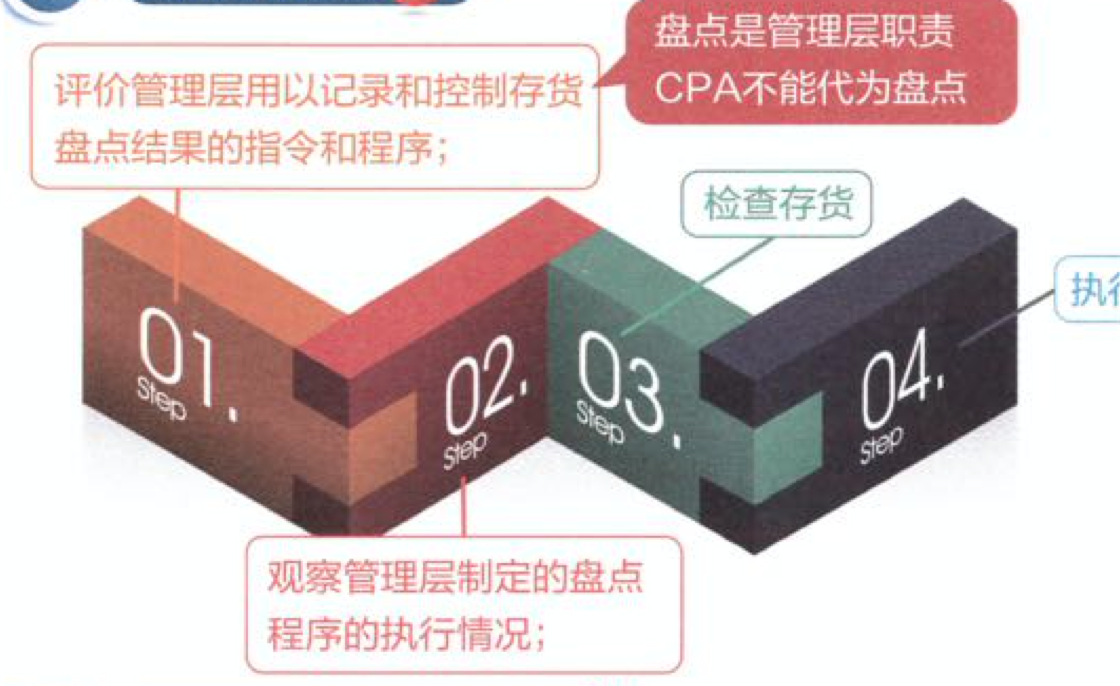 盘点是管理层职责
CPA不能代为盘点
评价管理层用以记录和控制存货
盘点结果的指令和程序；
检查存货
执行
01.
Step
02.
Step
03.
Step
04.
Step
观察管理层制定的盘点
程序的执行情况；